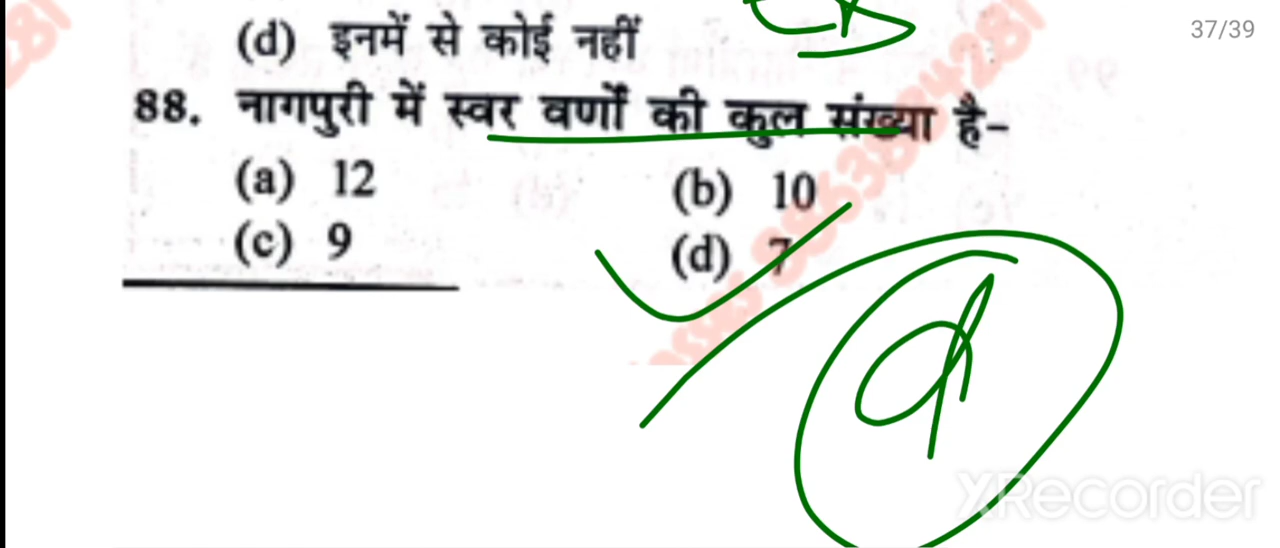 (d) इनमें से कोई नहीं
37/39
88. नागपुरी में स्वर वर्णों की कुल संख्या है-
(a) 12 (b) 10
(c) 9 (d) 7
d
XRecorder